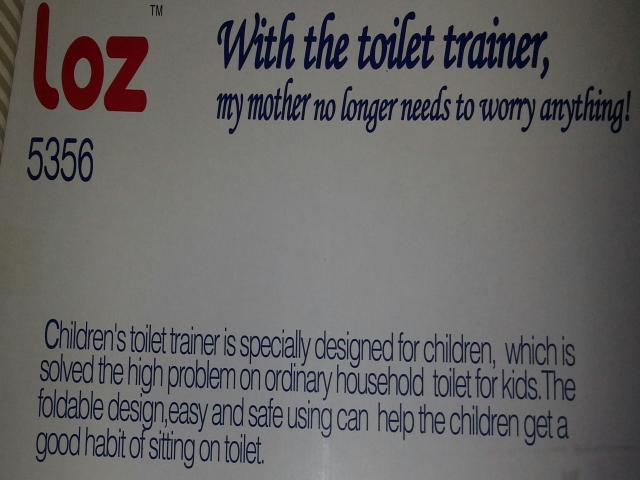 loz™
With the toilet trainer,
my mother no longer needs to worry anything!
5356
Children's toilet trainer is specially designed for children, which is
solved the high problem on ordinary household toilet for kids.The
foldable design,easy and safe using can help the children get a
good habit of sitting on toilet.